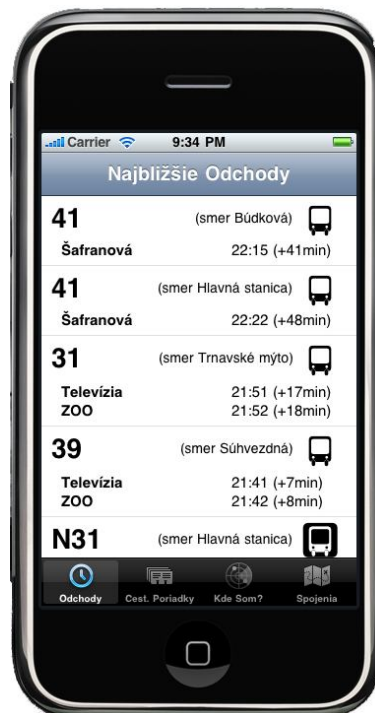 Carrier 9:34 PM
Najbližšie Odchody
41 (smer Búdková)
Šafranová 22:15 (+41min)
41 (smer Hlavná stanica)
Šafranová 22:22 (+48min)
31 (smer Trnavské mýto)
Televízia 21:51 (+17min)
ZOO 21:52 (+18min)
39 (smer Súhvezdná)
Televízia 21:41 (+7min)
ZOO 21:42 (+8min)
N31 (smer Hlavná stanica)
Odchody Cest. Poriadky Kde Som? Spojenia